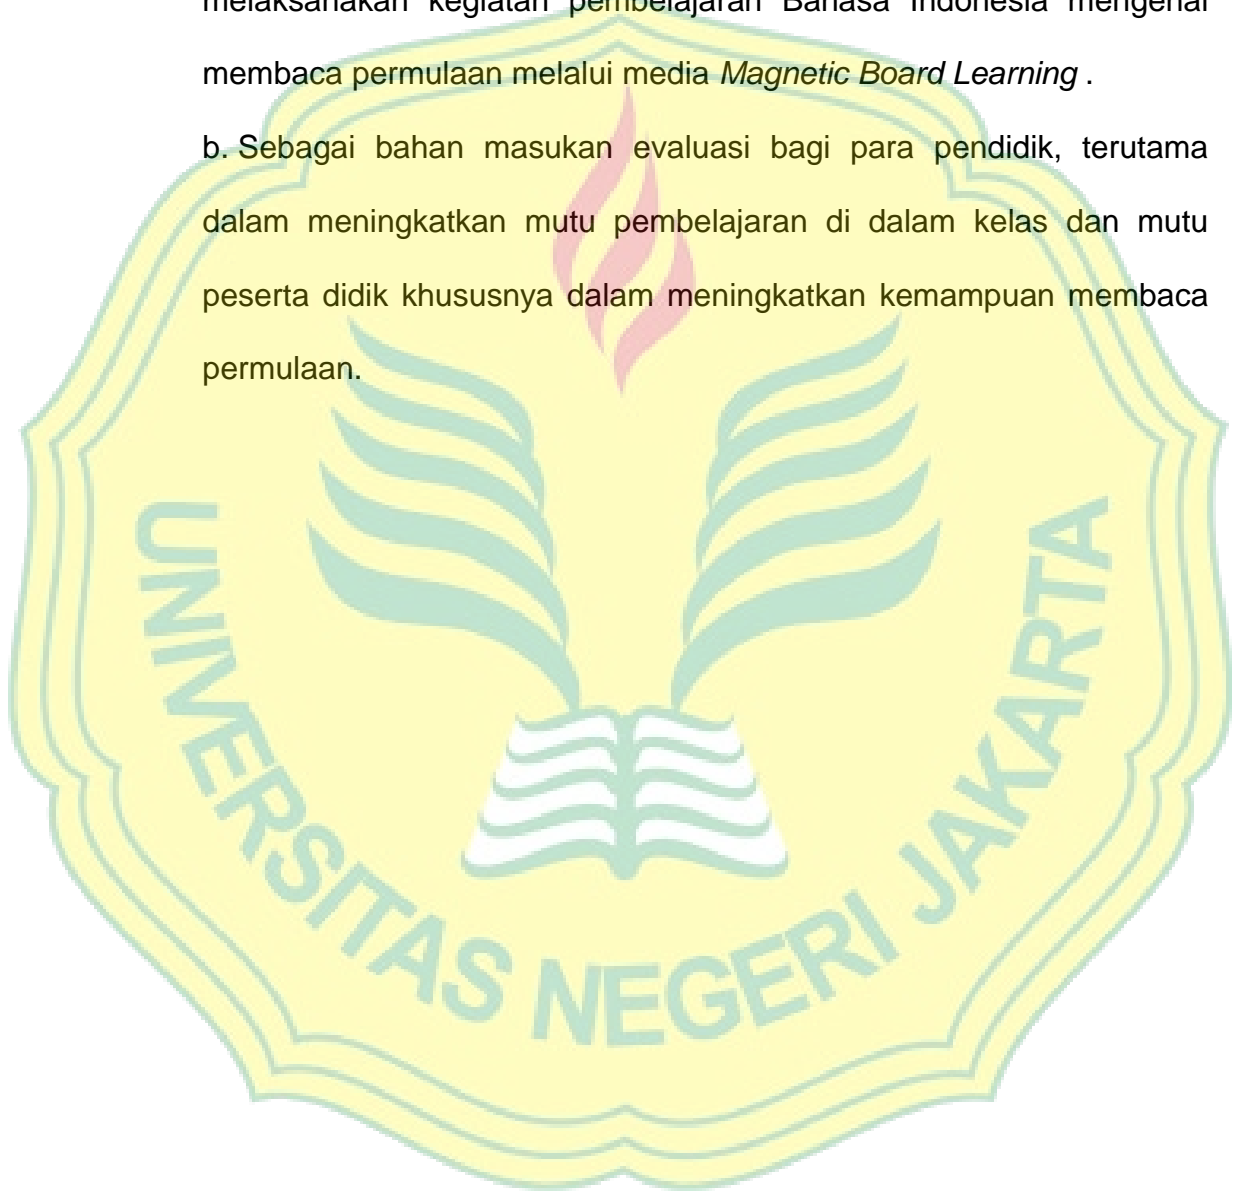 melaksanakan kegiatan pembelajaran Bahasa Indonesia mengenai
membaca permulaan melalui media Magnetic Board Learning .
b. Sebagai bahan masukan evaluasi bagi para pendidik, terutama
dalam meningkatkan mutu pembelajaran di dalam kelas dan mutu
peserta didik khususnya dalam meningkatkan kemampuan membaca
permulaan.
UNIVERSITAS NEGERI JAKARTA